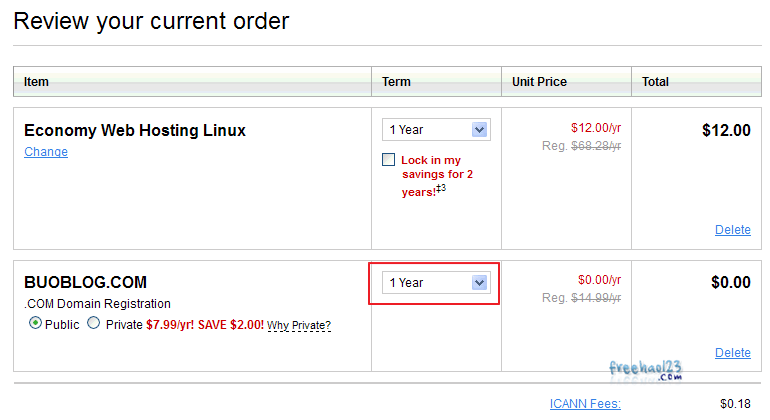 Review your current order
Item Term Unit Price Total
Economy Web Hosting Linux 1 Year $12.00/yr $12.00
Change Reg. $68.28/yr
Lock in my
savings for 2
years!‡3
Delete
BUOBLOG.COM 1 Year $0.00/yr $0.00
.COM Domain Registration Reg. $14.99/yr
Public Private $7.99/yr! SAVE $2.00! Why Private?
Delete
freehao123
.com
ICANN Fees: $0.18